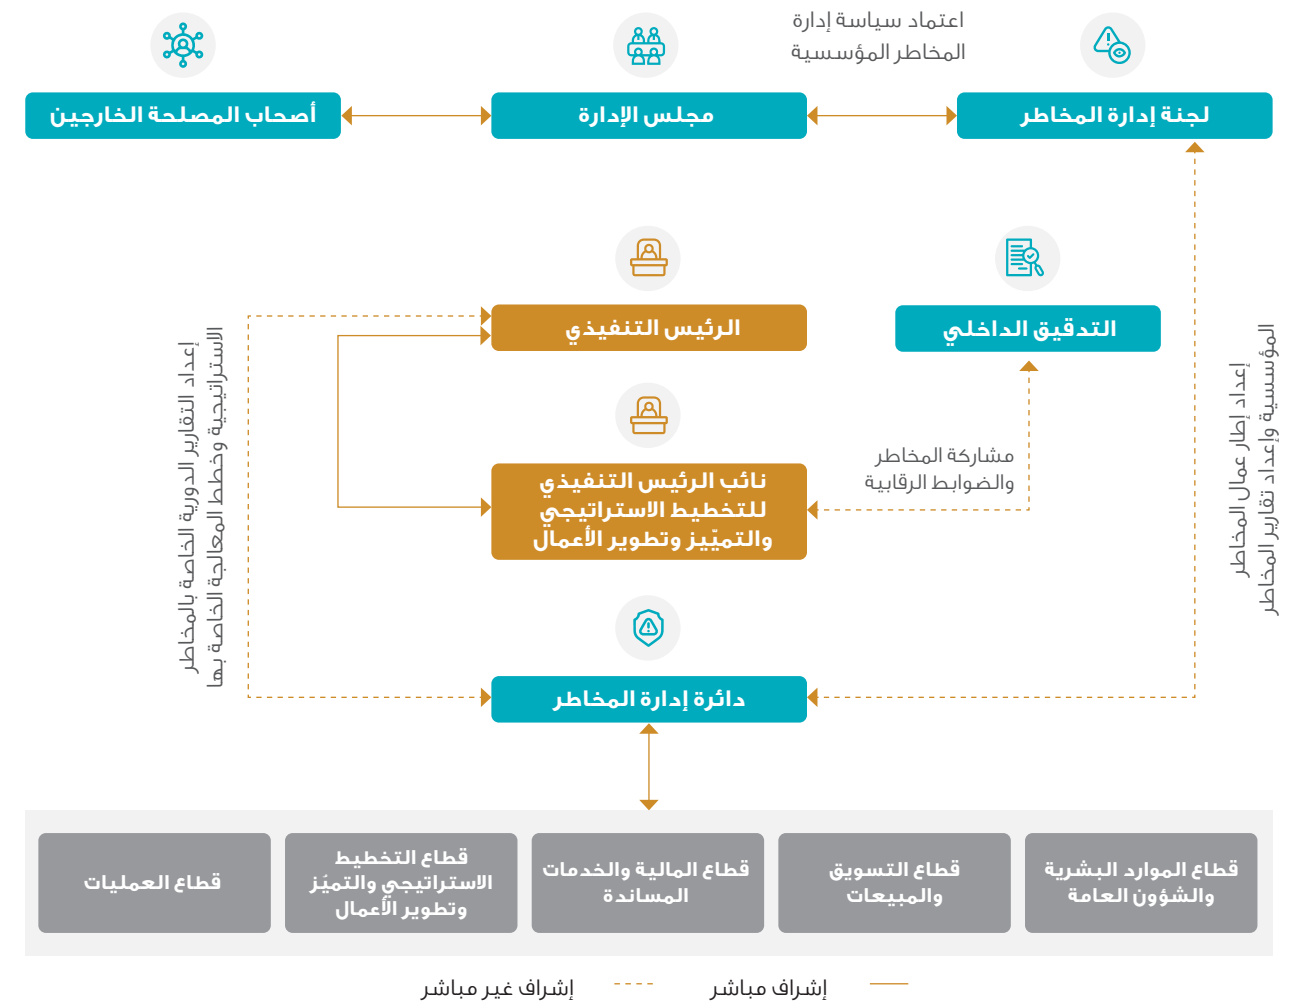 اعتماد سياسة إدارة
المخاطر المؤسسية
لجنة إدارة المخاطر
مجلس الإدارة
أصحاب المصلحة الخارجين
الرئيس التنفيذي
التدقيق الداخلي
نائب الرئيس التنفيذي
للتخطيط الاستراتيجي
والتميّيز وتطوير الأعمال
مشاركة المخاطر
والضوابط الرقابية
إعداد إطار عمال المخاطر
المؤسسية وإعداد تقارير المخاطر
إعداد التقارير الدورية الخاصة بالمخاطر
الاستراتيجية وخطط المعالجة الخاصة بها
دائرة إدارة المخاطر
قطاع الموارد البشرية
والشؤون العامة
قطاع التسويق
والمبيعات
قطاع المالية والخدمات
المساندة
قطاع التخطيط
الاستراتيجي والتميّز
وتطوير الأعمال
قطاع العمليات
إشراف مباشر
إشراف غير مباشر